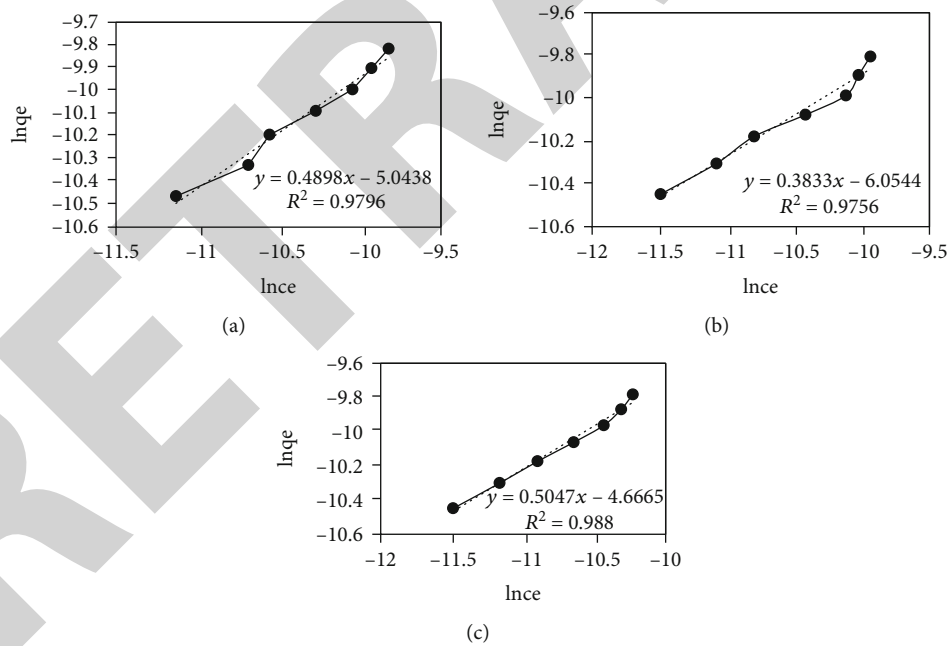 RETRA
−9.7
−9.8
−9.9
−10
−10.1
−10.2
−10.3
−10.4
−10.5
−10.6
lnqe
y = 0.4898x − 5.0438
R² = 0.9796
−11.5 −11 −10.5 −10 −9.5
lnce
(a)
−9.6
−9.8
−10
−10.2
−10.4
−10.6
lnqe
y = 0.3833x − 6.0544
R² = 0.9756
−12 −11.5 −11 −10.5 −10 −9.5
lnce
(b)
−9.6
−9.8
−10
−10.2
−10.4
−10.6
lnqe
y = 0.5047x − 4.6665
R² = 0.988
−12 −11.5 −11 −10.5 −10
lnce
(c)